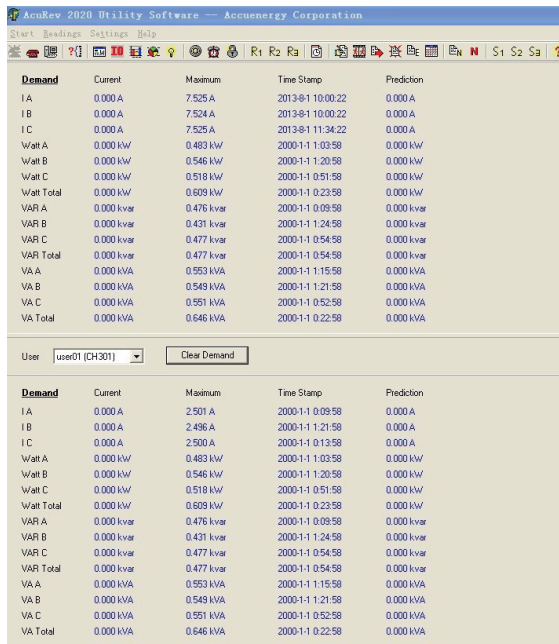 AcuRev 2020 Utility Software -- Accuenergy Corporation
Start Readings Settings Help
R1 R2 R3 EN N S1 S2 S3
Demand Current Maximum Time Stamp Prediction
I A 0.000 A 7.525 A 2013-8-1 10:00:22 0.000 A
I B 0.000 A 7.524 A 2013-8-1 10:00:22 0.000 A
I C 0.000 A 7.525 A 2013-8-1 11:34:22 0.000 A
Watt A 0.000 kW 0.483 kW 2000-1-1 1:03:58 0.000 kW
Watt B 0.000 kW 0.546 kW 2000-1-1 1:20:58 0.000 kW
Watt C 0.000 kW 0.518 kW 2000-1-1 0:51:58 0.000 kW
Watt Total 0.000 kW 0.609 kW 2000-1-1 0:23:58 0.000 kW
VAR A 0.000 kvar 0.476 kvar 2000-1-1 0:09:58 0.000 kvar
VAR B 0.000 kvar 0.431 kvar 2000-1-1 1:24:58 0.000 kvar
VAR C 0.000 kvar 0.477 kvar 2000-1-1 0:54:58 0.000 kvar
VAR Total 0.000 kvar 0.477 kvar 2000-1-1 0:54:58 0.000 kvar
VA A 0.000 kVA 0.553 kVA 2000-1-1 1:15:58 0.000 kVA
VA B 0.000 kVA 0.549 kVA 2000-1-1 1:21:58 0.000 kVA
VA C 0.000 kVA 0.551 kVA 2000-1-1 0:52:58 0.000 kVA
VA Total 0.000 kVA 0.646 kVA 2000-1-1 0:22:58 0.000 kVA
User user01 (CH301) Clear Demand
Demand Current Maximum Time Stamp Prediction
I A 0.000 A 2.501 A 2000-1-1 0:09:58 0.000 A
I B 0.000 A 2.496 A 2000-1-1 1:21:58 0.000 A
I C 0.000 A 2.500 A 2000-1-1 0:13:58 0.000 A
Watt A 0.000 kW 0.483 kW 2000-1-1 1:03:58 0.000 kW
Watt B 0.000 kW 0.546 kW 2000-1-1 1:20:58 0.000 kW
Watt C 0.000 kW 0.518 kW 2000-1-1 0:51:58 0.000 kW
Watt Total 0.000 kW 0.609 kW 2000-1-1 0:23:58 0.000 kW
VAR A 0.000 kvar 0.476 kvar 2000-1-1 0:09:58 0.000 kvar
VAR B 0.000 kvar 0.431 kvar 2000-1-1 1:24:58 0.000 kvar
VAR C 0.000 kvar 0.477 kvar 2000-1-1 0:54:58 0.000 kvar
VAR Total 0.000 kvar 0.477 kvar 2000-1-1 0:54:58 0.000 kvar
VA A 0.000 kVA 0.553 kVA 2000-1-1 1:15:58 0.000 kVA
VA B 0.000 kVA 0.549 kVA 2000-1-1 1:21:58 0.000 kVA
VA C 0.000 kVA 0.551 kVA 2000-1-1 0:52:58 0.000 kVA
VA Total 0.000 kVA 0.646 kVA 2000-1-1 0:22:58 0.000 kVA